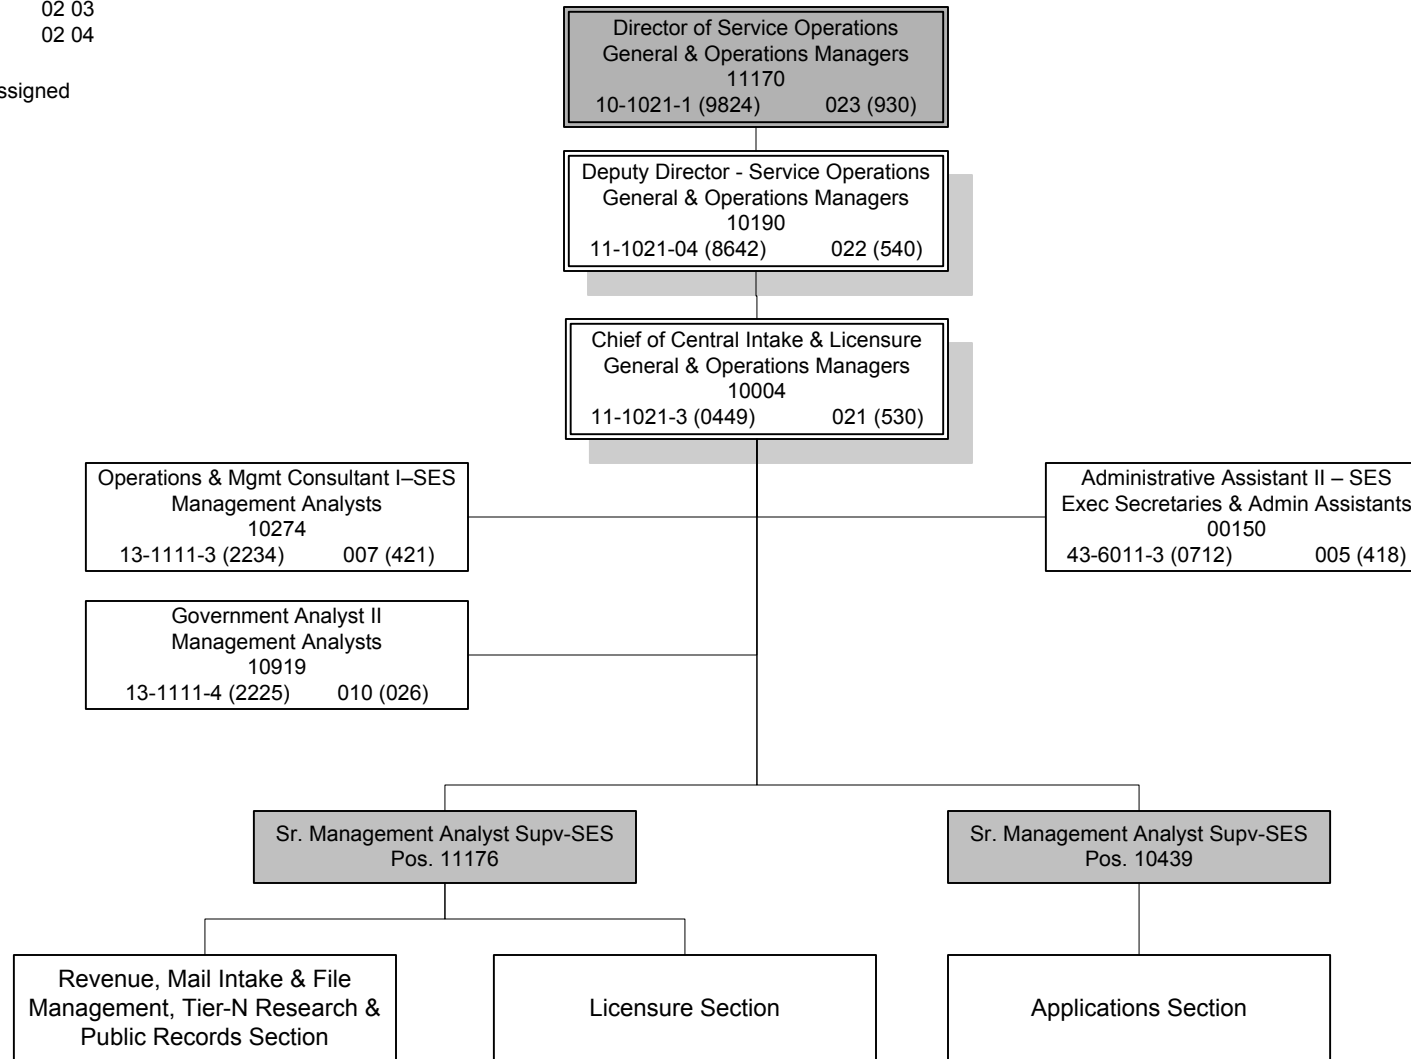 02 03
02 04
ssigned
Director of Service Operations
General & Operations Managers
11170
10-1021-1 (9824) 023 (930)
Deputy Director - Service Operations
General & Operations Managers
10190
11-1021-04 (8642) 022 (540)
Chief of Central Intake & Licensure
General & Operations Managers
10004
11-1021-3 (0449) 021 (530)
Operations & Mgmt Consultant I–SES
Management Analysts
10274
13-1111-3 (2234) 007 (421)
Administrative Assistant II – SES
Exec Secretaries & Admin Assistants
00150
43-6011-3 (0712) 005 (418)
Government Analyst II
Management Analysts
10919
13-1111-4 (2225) 010 (026)
Sr. Management Analyst Supv-SES
Pos. 11176
Sr. Management Analyst Supv-SES
Pos. 10439
Revenue, Mail Intake & File
Management, Tier-N Research &
Public Records Section
Licensure Section
Applications Section